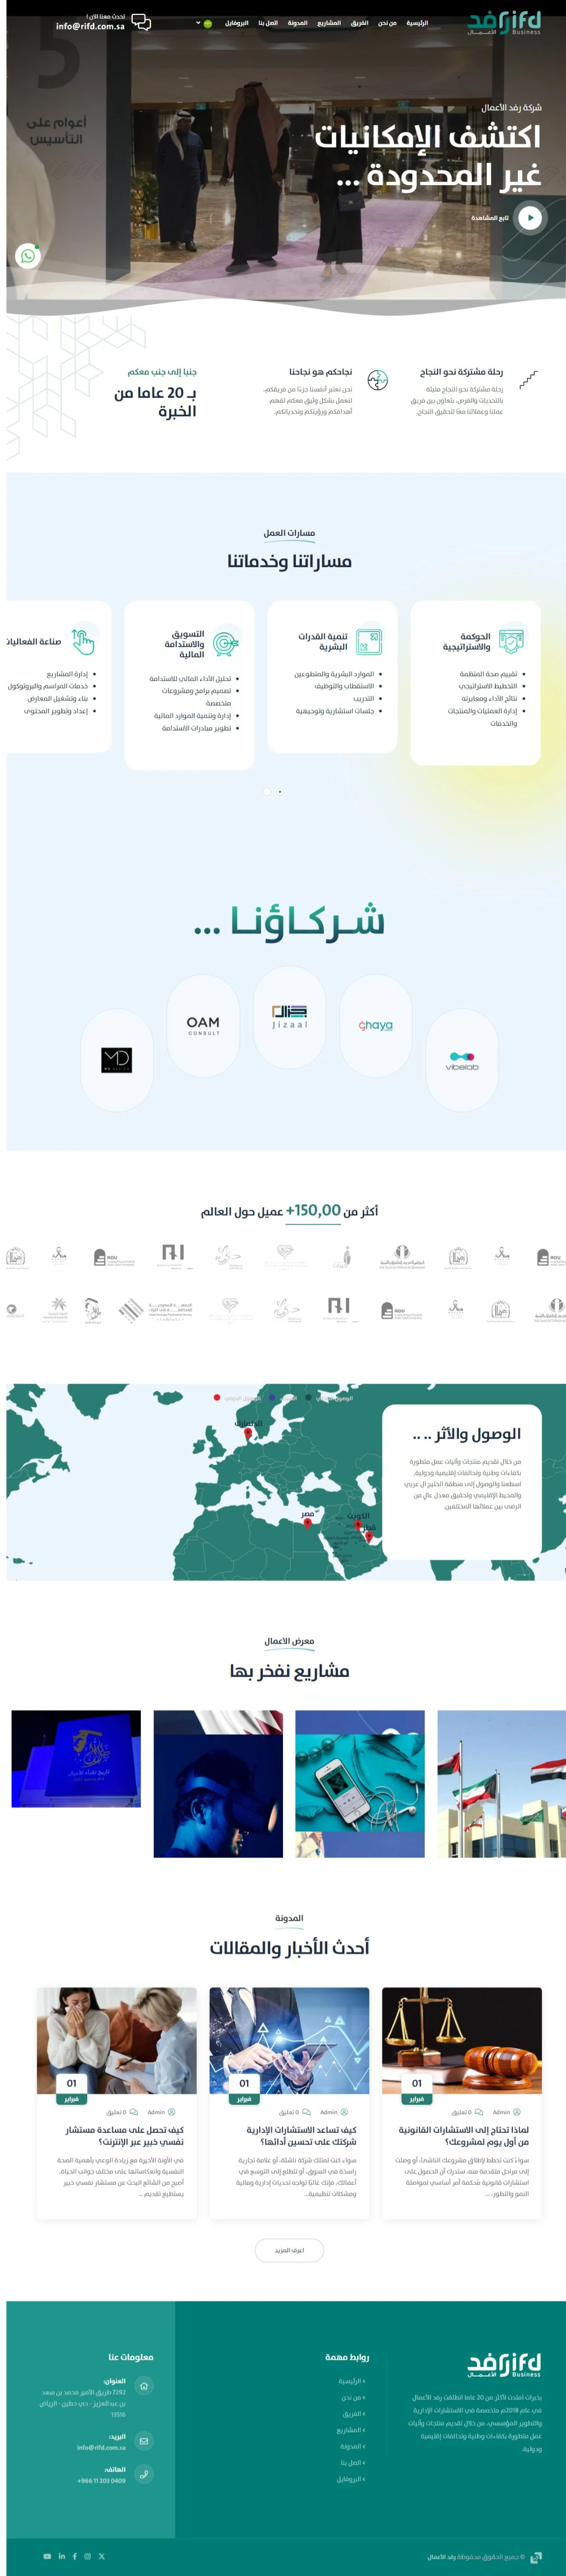 rifd رفد
الأعمـــال Business
الرئيسية
من نحن
الفريق
المشاريع
المدونة
اتصل بنا
البروفايل
تحدث معنا الآن !
info@rifd.com.sa
شركة رفد الأعمال
اكتشف الإمكانيات
غير المحدودة ...
تابع المشاهدة
أعوام على
التأسيس
رحلة مشتركة نحو النجاح
رحلة مشتركة نحو النجاح مليئة
بالتحديات والفرص، نتعاون بين فريق
عملنا وعملائنا معًا لتحقيق النجاح.
نجاحكم هو نجاحنا
نحن نعتبر أنفسنا جزءًا من فريقكم،
لنعمل بشكل وثيق معكم لفهم
أهدافكم ورؤيتكم وتحدياتكم.
جنبا إلى جنب معكم
بـ 20 عاما من
الخبرة
مسارات العمل
مساراتنا وخدماتنا
الحوكمة
والاستراتيجية
تقييم صحة المنظمة
التخطيط الاستراتيجي
نتائج الأداء ومعايرته
إدارة العمليات والمنتجات
والخدمات
تنمية القدرات
البشرية
الموارد البشرية والمتطوعين
الاستقطاب والتوظيف
التدريب
جلسات استشارية وتوجيهية
التسويق
والاستدامة
المالية
تحليل الأداء المالي للاستدامة
تصميم برامج ومشروعات
متخصصة
إدارة وتنمية الموارد المالية
تطوير مبادرات الاستدامة
صناعة الفعاليات
إدارة المشاريع
خدمات المراسم والبروتوكول
بناء وتشغيل المعارض
إعداد وتطوير المحتوى
شـركـاؤنـا ...
vibelab
ghaya
Jizaal
OAM
CONSULT
MD
أكثر من 150,00+ عميل حول العالم
AOU
AOU
الدنمارك
مصر
الكويت
قطر
الوصول والأثر .. ..
من خلال تقديم منتجات وآليات عمل متطورة
بكفاءات وطنية وتحالفات إقليمية ودولية،
اسطعنا والوصول إلى منطقة الخليج ال عربي
والمحيط الإقليمي وتحقيق معدل عالٍ من
الرضى بين عملائها المختلفين.
معرض الاعمال
مشاريع نفخر بها
المدونة
أحدث الأخبار والمقالات
01
فبراير
Admin
0 تعليق
لماذا تحتاج إلى الاستشارات القانونية
من أول يوم لمشروعك؟
سواءً كنت تخطط لإطلاق مشروعك الناشئ، أو وصلت
إلى مراحل متقدمة منه، ستدرك أن الحصول على
استشارات قانونية مُحكمة أمر أساسي لمواصلة
النمو والتطور، ...
01
فبراير
Admin
0 تعليق
كيف تساعد الاستشارات الإدارية
شركتك على تحسين أدائها؟
سواء كنت تمتلك شركة ناشئة، أو علامة تجارية
راسخة في السوق، أو تتطلع إلى التوسع في
أعمالك، فإنك غالبًا تواجه تحديات إدارية ومالية
ومشكلات تنظيمية...
01
فبراير
Admin
0 تعليق
كيف تحصل على مساعدة مستشار
نفسي خبير عبر الإنترنت؟
في الآونة الأخيرة مع زيادة الوعي بأهمية الصحة
النفسية وانعكاساتها على مختلف جوانب الحياة،
أصبح من الشائع البحث عن مستشار نفسي خبير
يستطيع تقديم ...
اعرف المزيد
rifd رفد
الأعمـــال Business
بخبرات امتدت لأكثر من 20 عاما انطلقت رفد الأعمال
في عام 2018م متخصصة في الاستشارات الإدارية
والتطوير المؤسسي، من خلال تقديم منتجات وآليات
عمل متطورة بكفاءات وطنية وتحالفات إقليمية
ودولية.
روابط مهمة
الرئيسية
من نحن
الفريق
المشاريع
المدونة
اتصل بنا
البروفايل
معلومات عنا
العنوان:
7292 طريق الأمير محمد بن سعد
بن عبدالعزيز - حي حطين - الرياض
13516
البريد:
info@rifd.com.sa
الهاتف:
+966 11 203 0409
© جميع الحقوق محفوظة رفد الأعمال